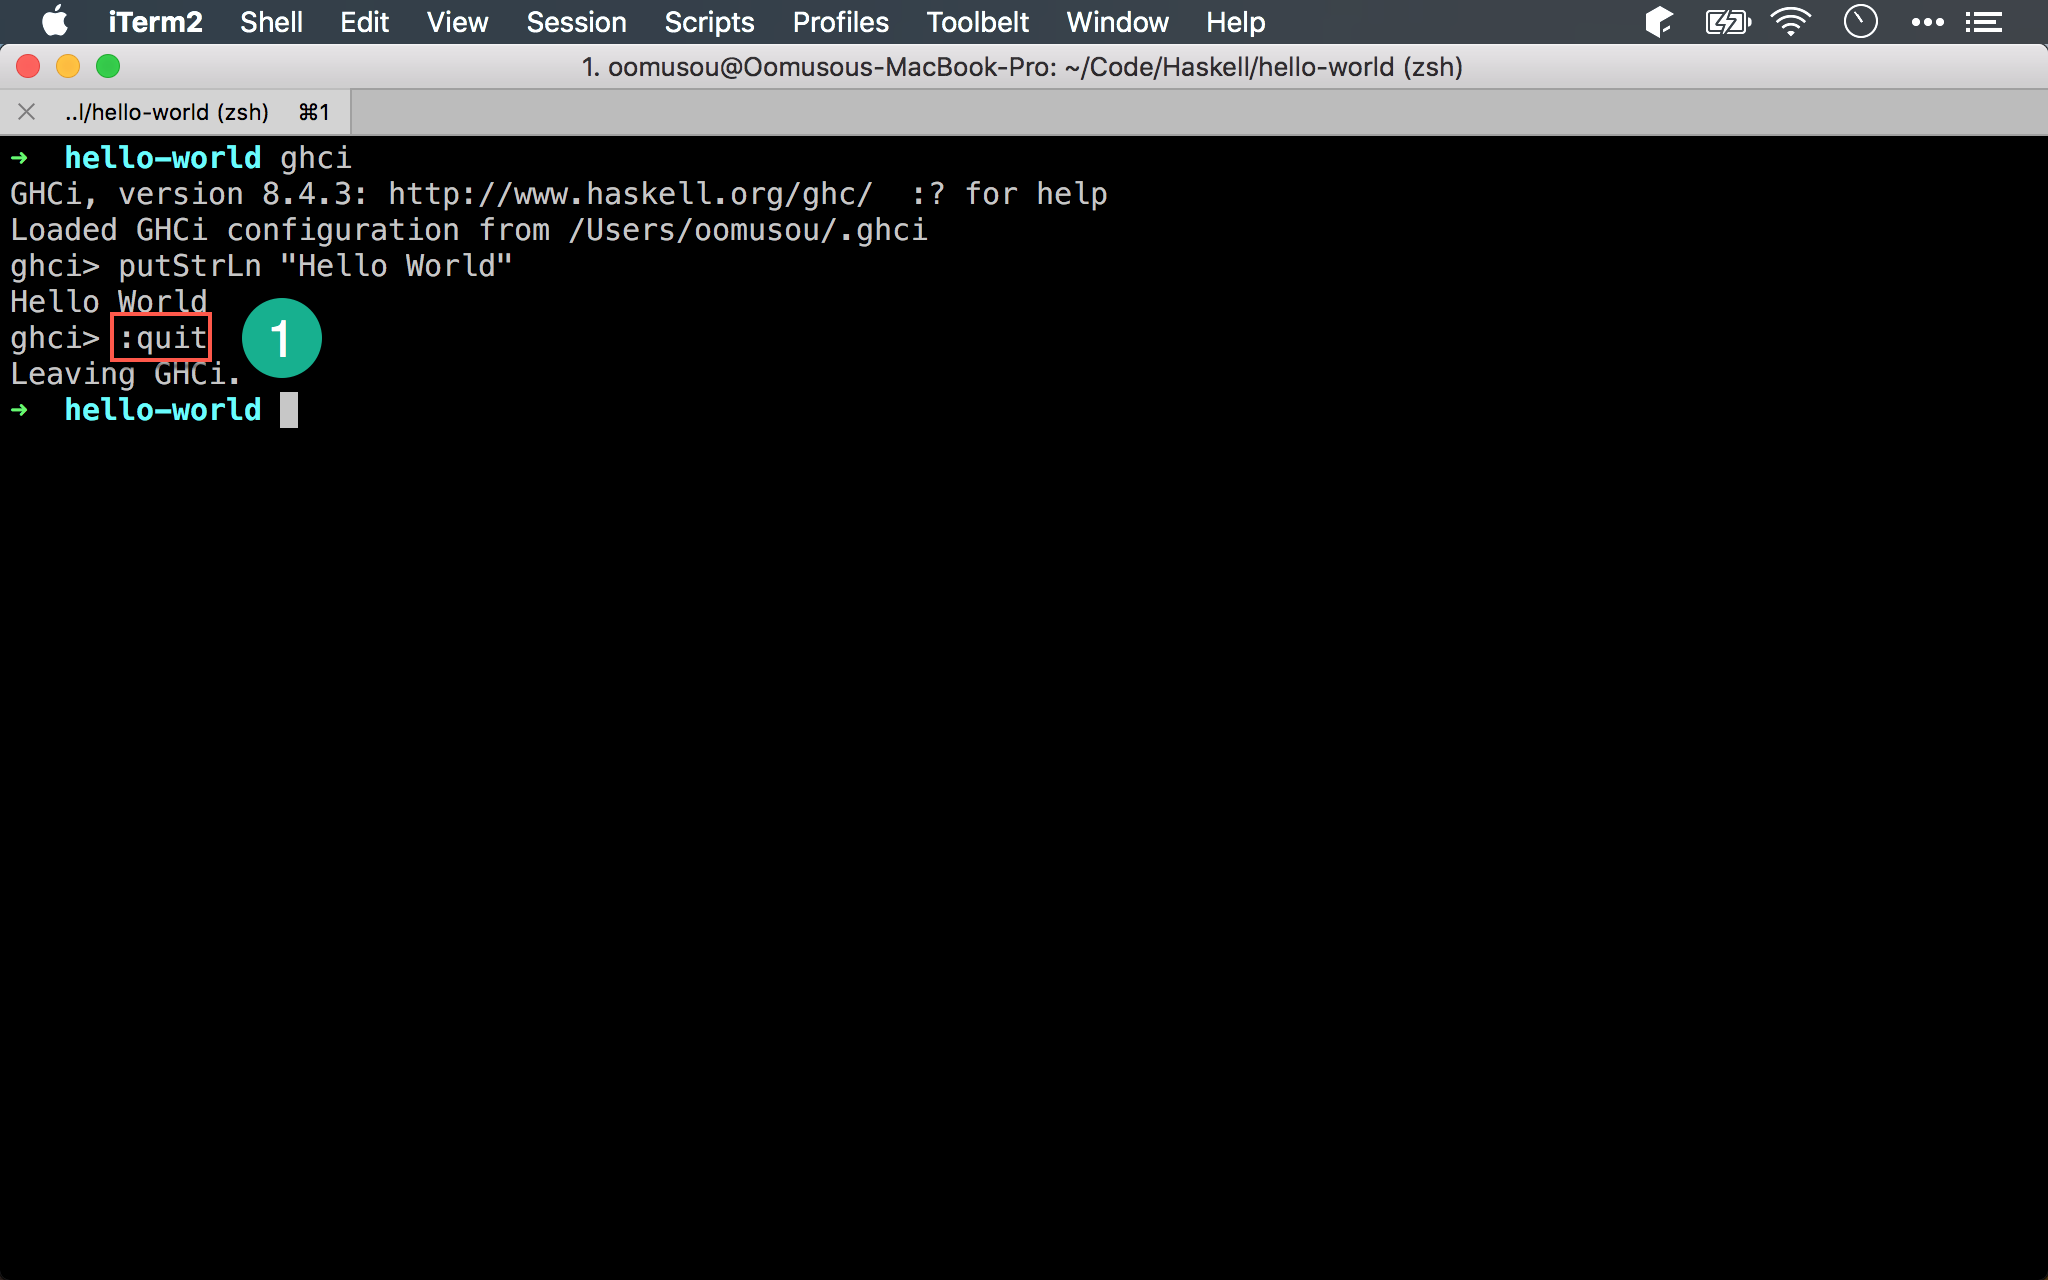 iTerm2 Shell Edit View Session Scripts Profiles Toolbelt Window Help
1. oomusou@Oomusous-MacBook-Pro: ~/Code/Haskell/hello-world (zsh)
..l/hello-world (zsh) ⌘1
→ hello-world ghci
GHCi, version 8.4.3: http://www.haskell.org/ghc/  :? for help
Loaded GHCi configuration from /Users/oomusou/.ghci
ghci> putStrLn "Hello World"
Hello World
ghci> :quit 1
Leaving GHCi.
→ hello-world